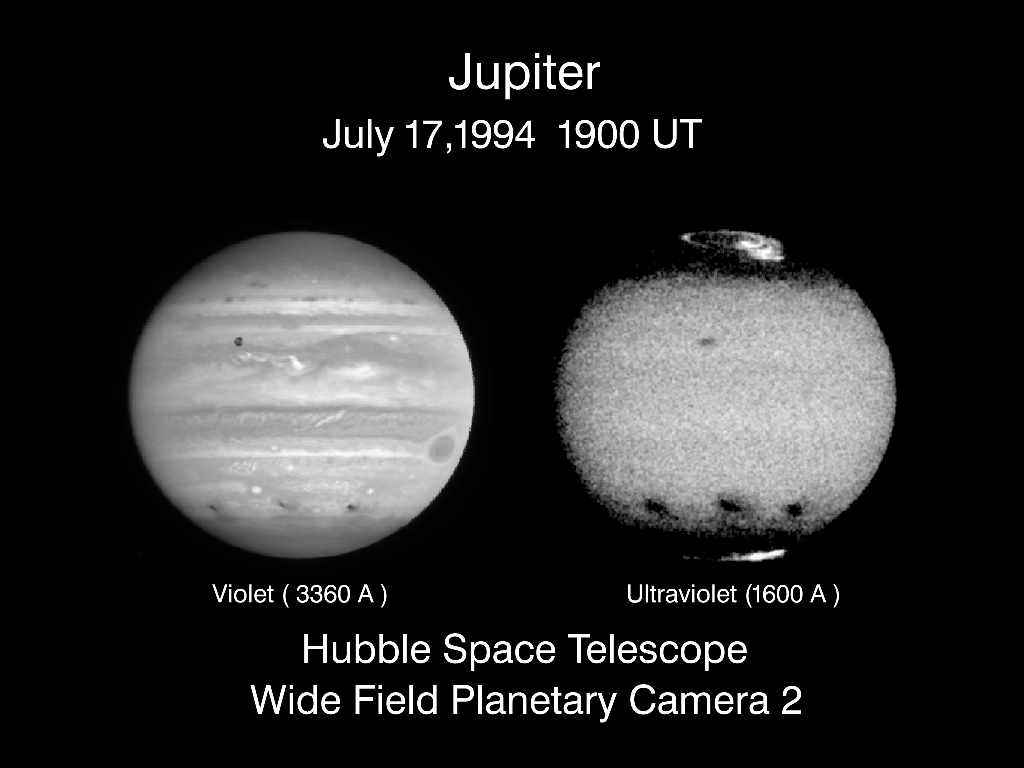 Jupiter
July 17,1994 1900 UT
Violet ( 3360 A )
Ultraviolet (1600 A )
Hubble Space Telescope
Wide Field Planetary Camera 2